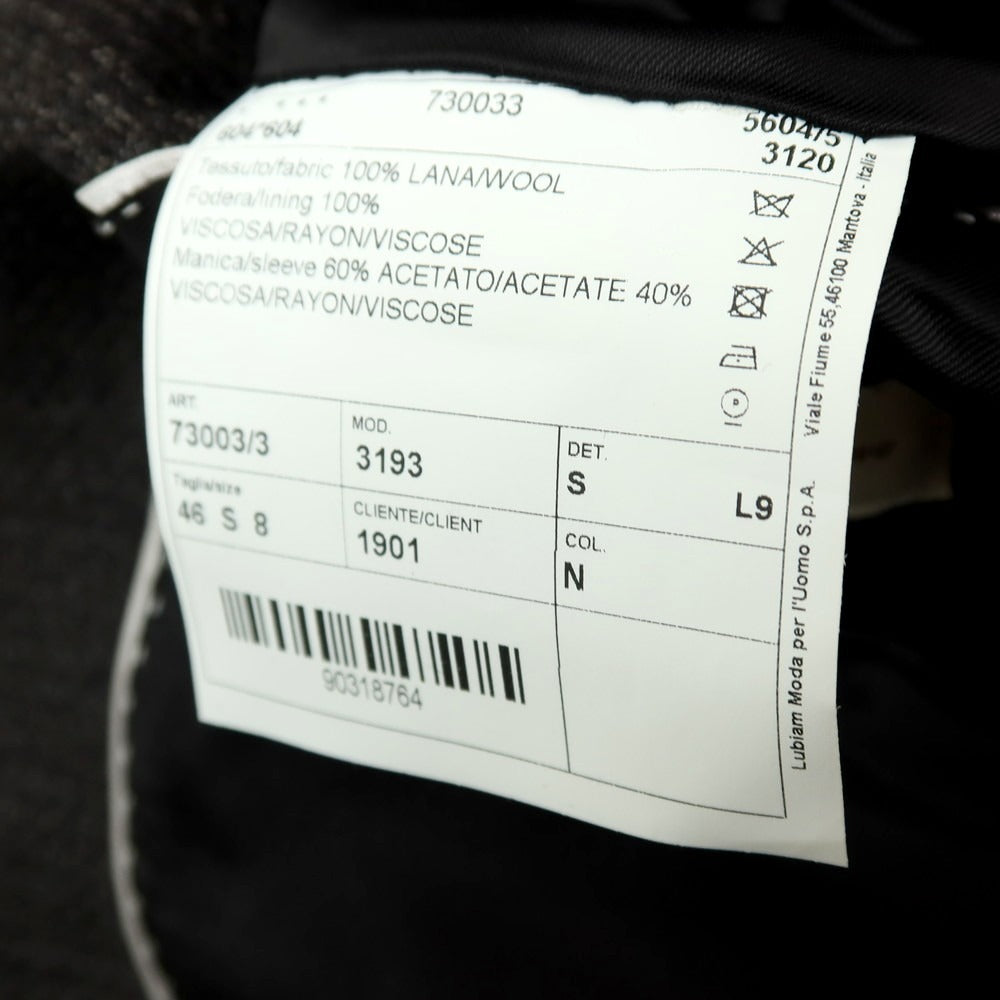 730033
604*604
5604/5
3120
Tessuto/fabric 100% LANA/WOOL
Fodera/lining 100%
VISCOSA/RAYON/VISCOSE
Manica/sleeve 60% ACETATO/ACETATE 40%
VISCOSA/RAYON/VISCOSE
ART.
73003/3
MOD.
3193
DET.
S L9
Taglia/size
46 S 8
CLIENTE/CLIENT
1901
COL.
N
90318764
Lubiam Moda per l'Uomo S.p.A. Viale Fiume 55, 46100 Mantova - Italia